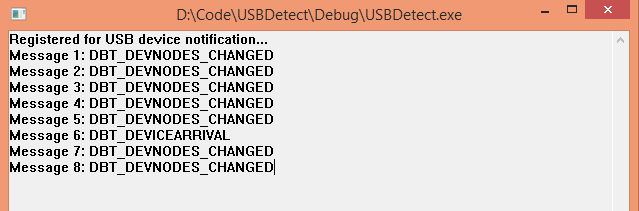 D:\Code\USBDetect\Debug\USBDetect.exe
Registered for USB device notification...
Message 1: DBT_DEVNODES_CHANGED
Message 2: DBT_DEVNODES_CHANGED
Message 3: DBT_DEVNODES_CHANGED
Message 4: DBT_DEVNODES_CHANGED
Message 5: DBT_DEVNODES_CHANGED
Message 6: DBT_DEVICEARRIVAL
Message 7: DBT_DEVNODES_CHANGED
Message 8: DBT_DEVNODES_CHANGED